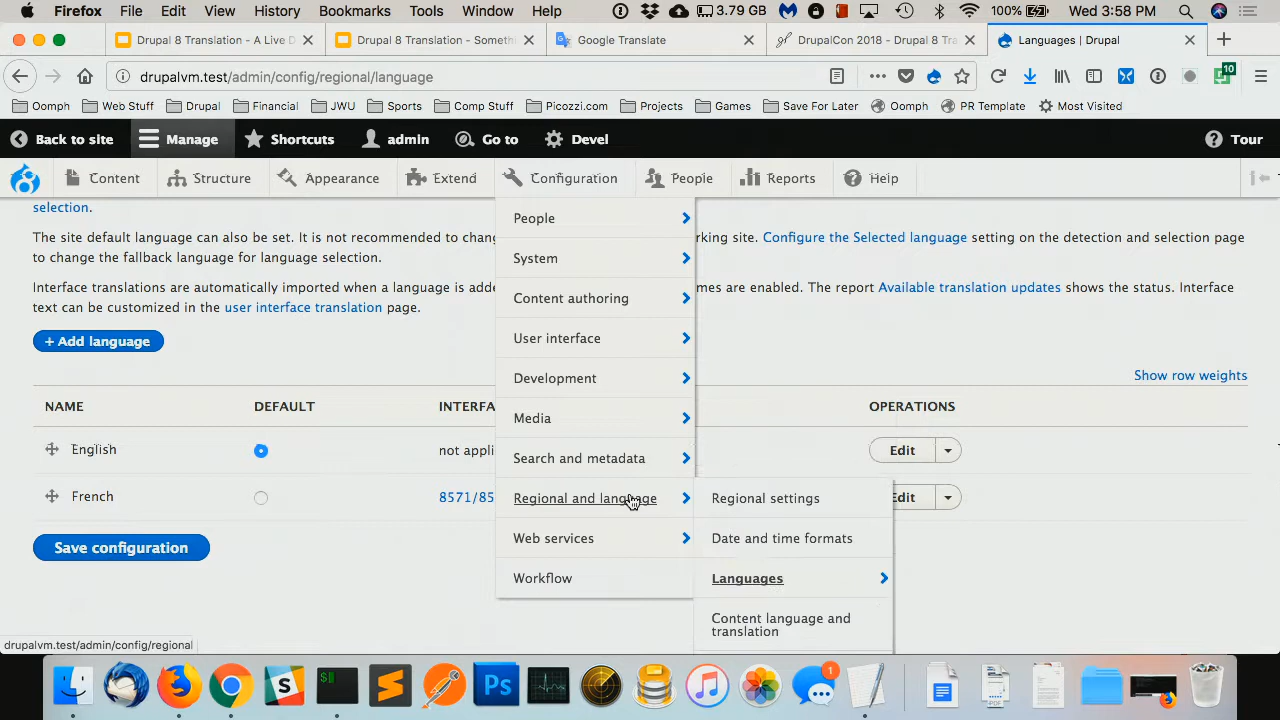 Firefox File Edit View History Bookmarks Tools Window Help 3.79 GB 100% Wed 3:58 PM
Drupal 8 Translation - A Live D
Drupal 8 Translation - Someth
Google Translate
DrupalCon 2018 - Drupal 8 Tra
Languages | Drupal
drupalvm.test/admin/config/regional/language
10
Oomph Web Stuff Drupal Financial JWU Sports Comp Stuff Picozzi.com Projects Games Save For Later Oomph PR Template Most Visited
Back to site Manage Shortcuts admin Go to Devel Tour
Content Structure Appearance Extend Configuration People Reports Help
selection.
The site default language can also be set. It is not recommended to chan
rking site. Configure the Selected language setting on the detection and selection page
to change the fallback language for language selection.
Interface translations are automatically imported when a language is adde
mes are enabled. The report Available translation updates shows the status. Interface
text can be customized in the user interface translation page.
+ Add language
Show row weights
NAME DEFAULT INTERFA OPERATIONS
English not appli Edit
French 8571/85 Edit
Save configuration
People
System
Content authoring
User interface
Development
Media
Search and metadata
Regional and language
Web services
Workflow
Regional settings
Date and time formats
Languages
Content language and
translation
drupalvm.test/admin/config/regional
Ps
1